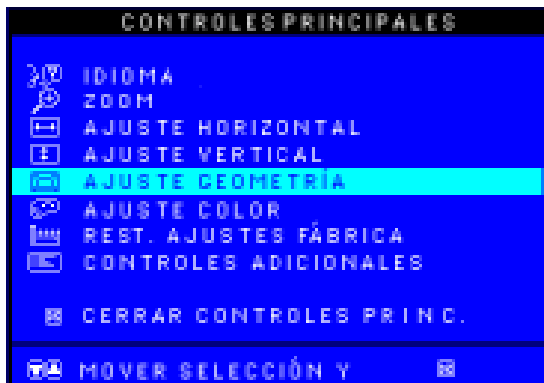 CONTROLES PRINCIPALES
IDIOMA
ZOOM
AJUSTE HORIZONTAL
AJUSTE VERTICAL
AJUSTE GEOMETRÍA
AJUSTE COLOR
REST. AJUSTES FÁBRICA
CONTROLES ADICIONALES
CERRAR CONTROLES PRINC.
MOVER SELECCIÓN Y